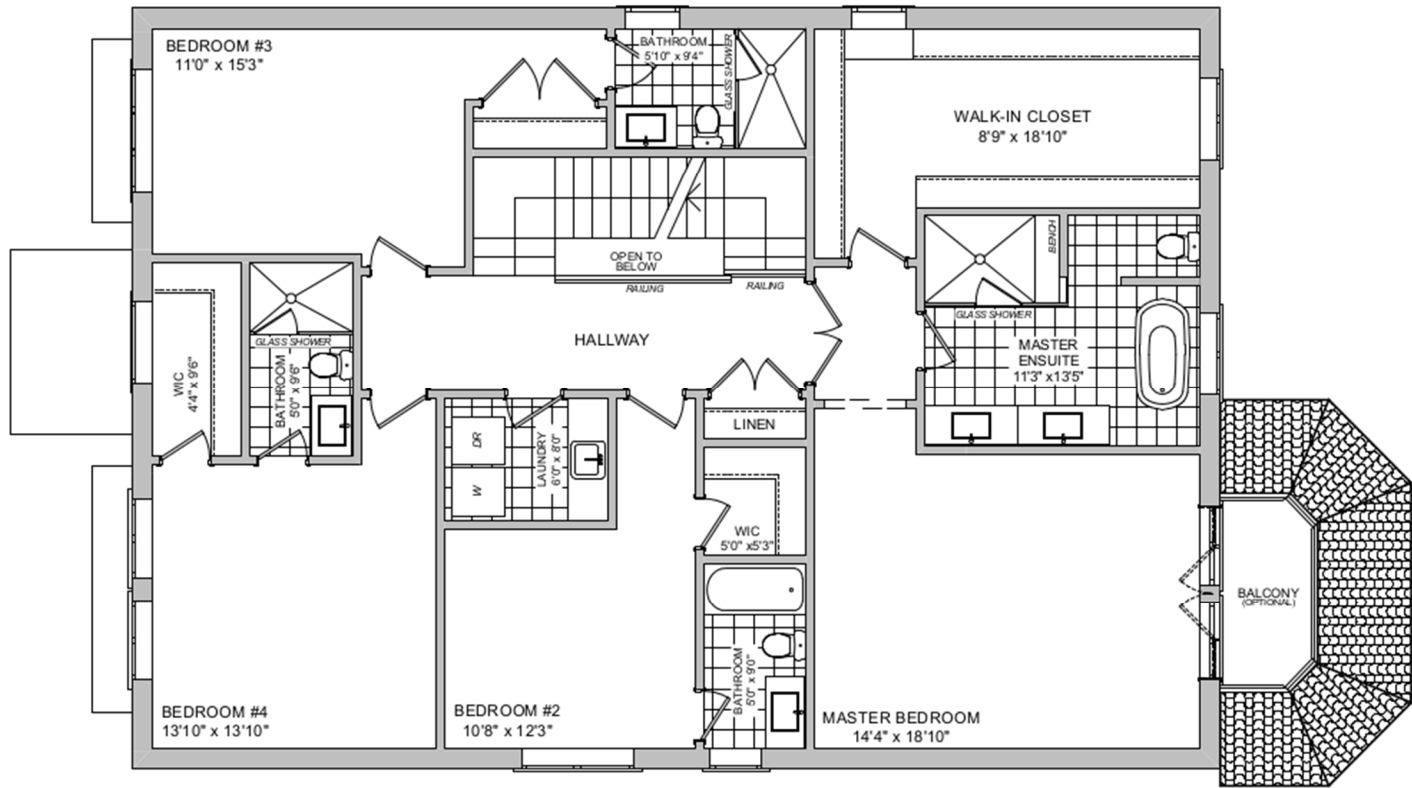 BEDROOM #3
11'0" x 15'3"
BATHROOM
5'10" x 9'4"
GLASS SHOWER
WALK-IN CLOSET
8'9" x 18'10"
OPEN TO
BELOW
RAILING
RAILING
BENCH
GLASS SHOWER
MASTER
ENSUITE
11'3" x13'5"
HALLWAY
WIC
4'4" x 9'6"
GLASS SHOWER
BATHROOM
5'0" x 9'6"
LINEN
DR
W
LAUNDRY
6'0" x 8'0"
WIC
5'0" x5'3"
BALCONY
(OPTIONAL)
BATHROOM
5'0" x 9'0"
BEDROOM #4
13'10" x 13'10"
BEDROOM #2
10'8" x 12'3"
MASTER BEDROOM
14'4" x 18'10"